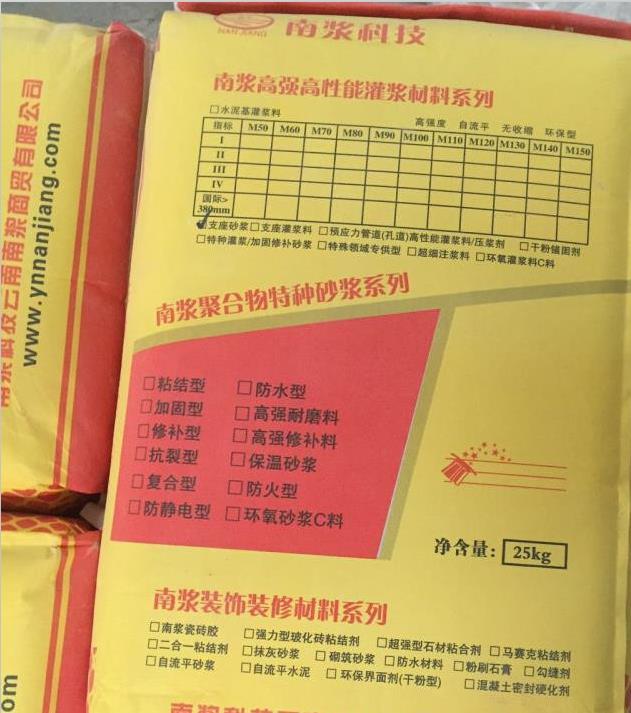 NAN JIANG
南浆科技
南浆高强高性能灌浆材料系列
□水泥基灌浆料
高强度 自流平 无收缩 环保型
指标 M50 M60 M70 M80 M90 M100 M110 M120 M130 M140 M150
I
II
III
IV
国际>
380mm
☑支座砂浆□支座灌浆料 □预应力管道(孔道)高性能灌浆料/压浆剂 □干粉锚固剂
□特种灌浆/加固修补砂浆 □特殊领域专供型 □超细注浆料 □环氧灌浆料C料
南浆聚合物特种砂浆系列
□粘结型 □防水型
□加固型 □高强耐磨料
□修补型 □高强修补料
□抗裂型 □保温砂浆
□复合型 □防火型
□防静电型 □环氧砂浆C料
净含量: 25kg
南浆装饰装修材料系列
□南浆瓷砖胶 □强力型玻化砖粘结剂 □超强型石材粘合剂 □马赛克粘结剂
□二合一粘结剂 □抹灰砂浆 □砌筑砂浆 □防水材料 □粉刷石膏 □勾缝剂
□自流平砂浆 □自流平水泥 □环保界面剂(干粉型) □混凝土密封硬化剂
云南南浆商贸有限公司
www.ynnanjiang.com
om